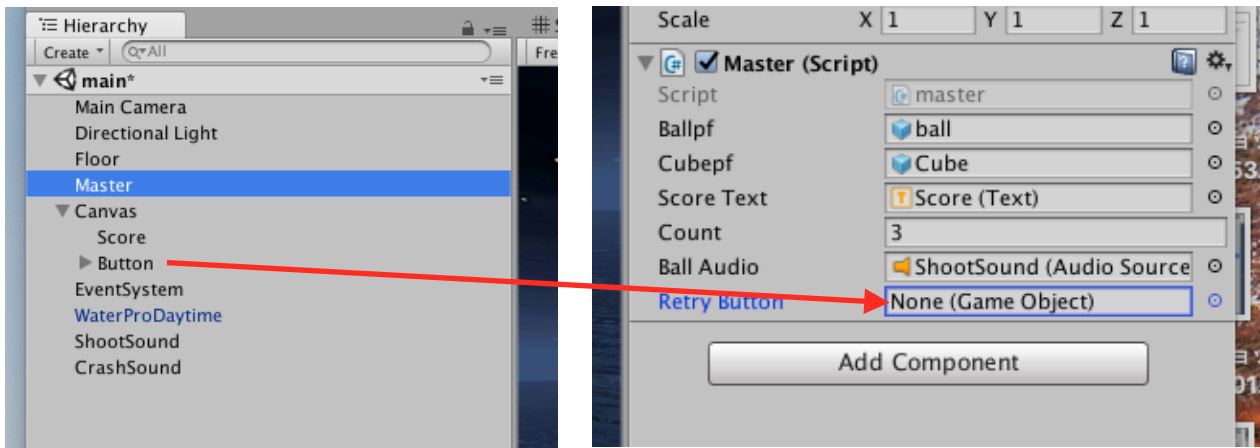 Hierarchy
Create
All
main*
Main Camera
Directional Light
Floor
Master
Canvas
Score
Button
EventSystem
WaterProDaytime
ShootSound
CrashSound
Fre
Scale X 1 Y 1 Z 1
Master (Script)
Script master
Ballpf ball
Cubepf Cube
Score Text Score (Text)
Count 3
Ball Audio ShootSound (Audio Source
Retry Button None (Game Object)
Add Component